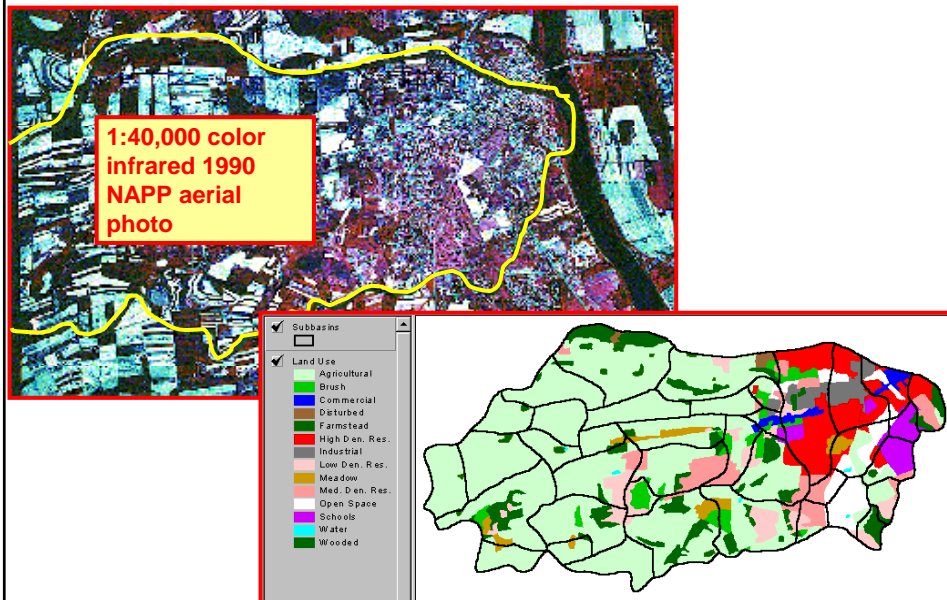 1:40,000 color
infrared 1990
NAPP aerial
photo
Subbasins
Land Use
Agricultural
Brush
Commercial
Disturbed
Farmstead
High Den. Res.
Industrial
Low Den. Res.
Meadow
Med. Den. Res.
Open Space
Schools
Water
Wooded